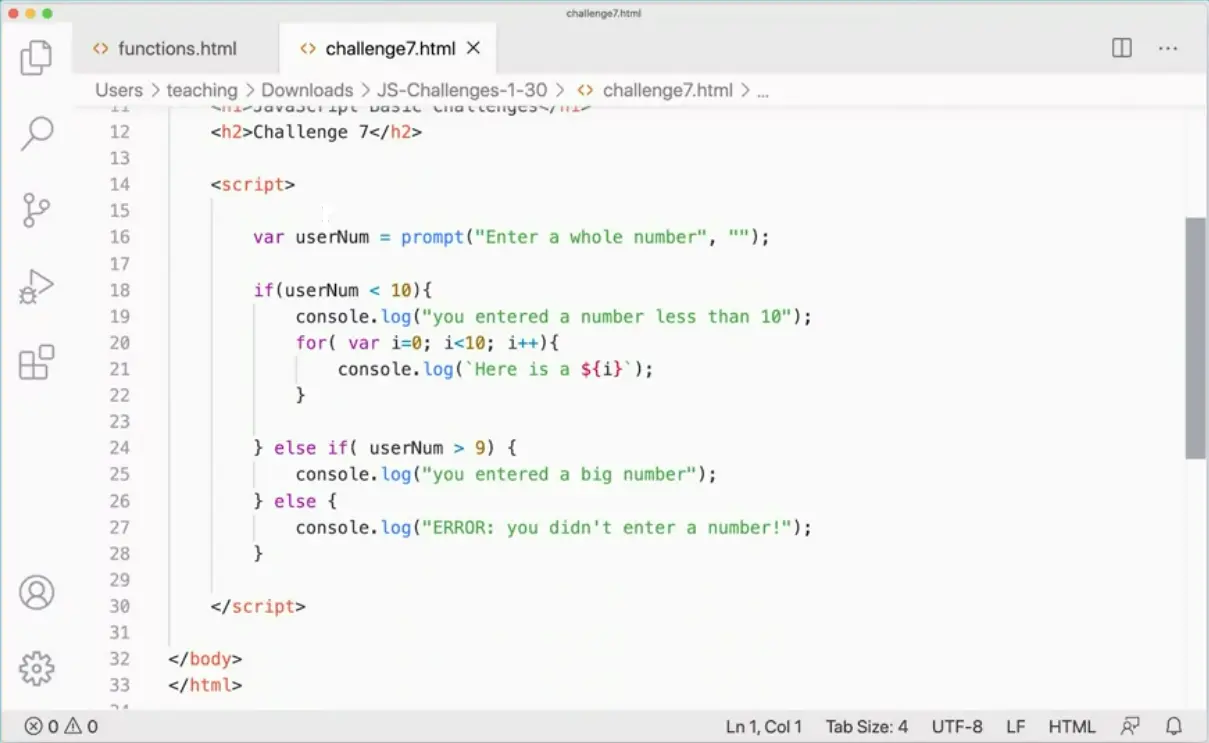 challenge7.html
functions.html
challenge7.html
Users > teaching > Downloads > JS-Challenges-1-30 > challenge7.html > ...
11 <h1>JavaScript Basic Challenges</h1>
12 <h2>Challenge 7</h2>
13
14 <script>
15
16 var userNum = prompt("Enter a whole number", "");
17
18 if(userNum < 10){
19 console.log("you entered a number less than 10");
20 for( var i=0; i<10; i++){
21 console.log(`Here is a ${i}`);
22 }
23
24 } else if( userNum > 9) {
25 console.log("you entered a big number");
26 } else {
27 console.log("ERROR: you didn't enter a number!");
28 }
29
30 </script>
31
32 </body>
33 </html>
34
0 0 Ln 1, Col 1 Tab Size: 4 UTF-8 LF HTML